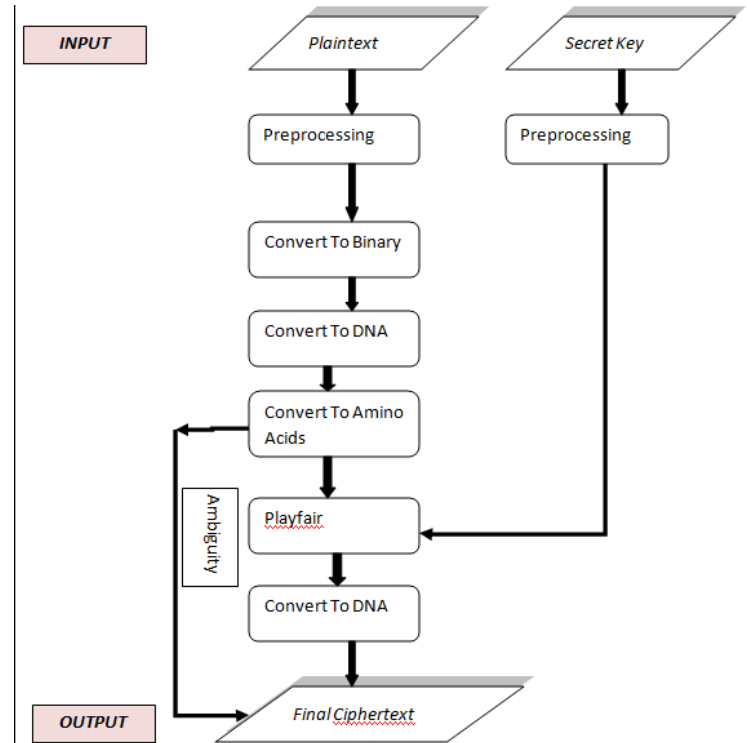 INPUT
Plaintext
Secret Key
Preprocessing
Preprocessing
Convert To Binary
Convert To DNA
Convert To Amino
Acids
Ambiguity
Playfair
Convert To DNA
OUTPUT
Final Ciphertext